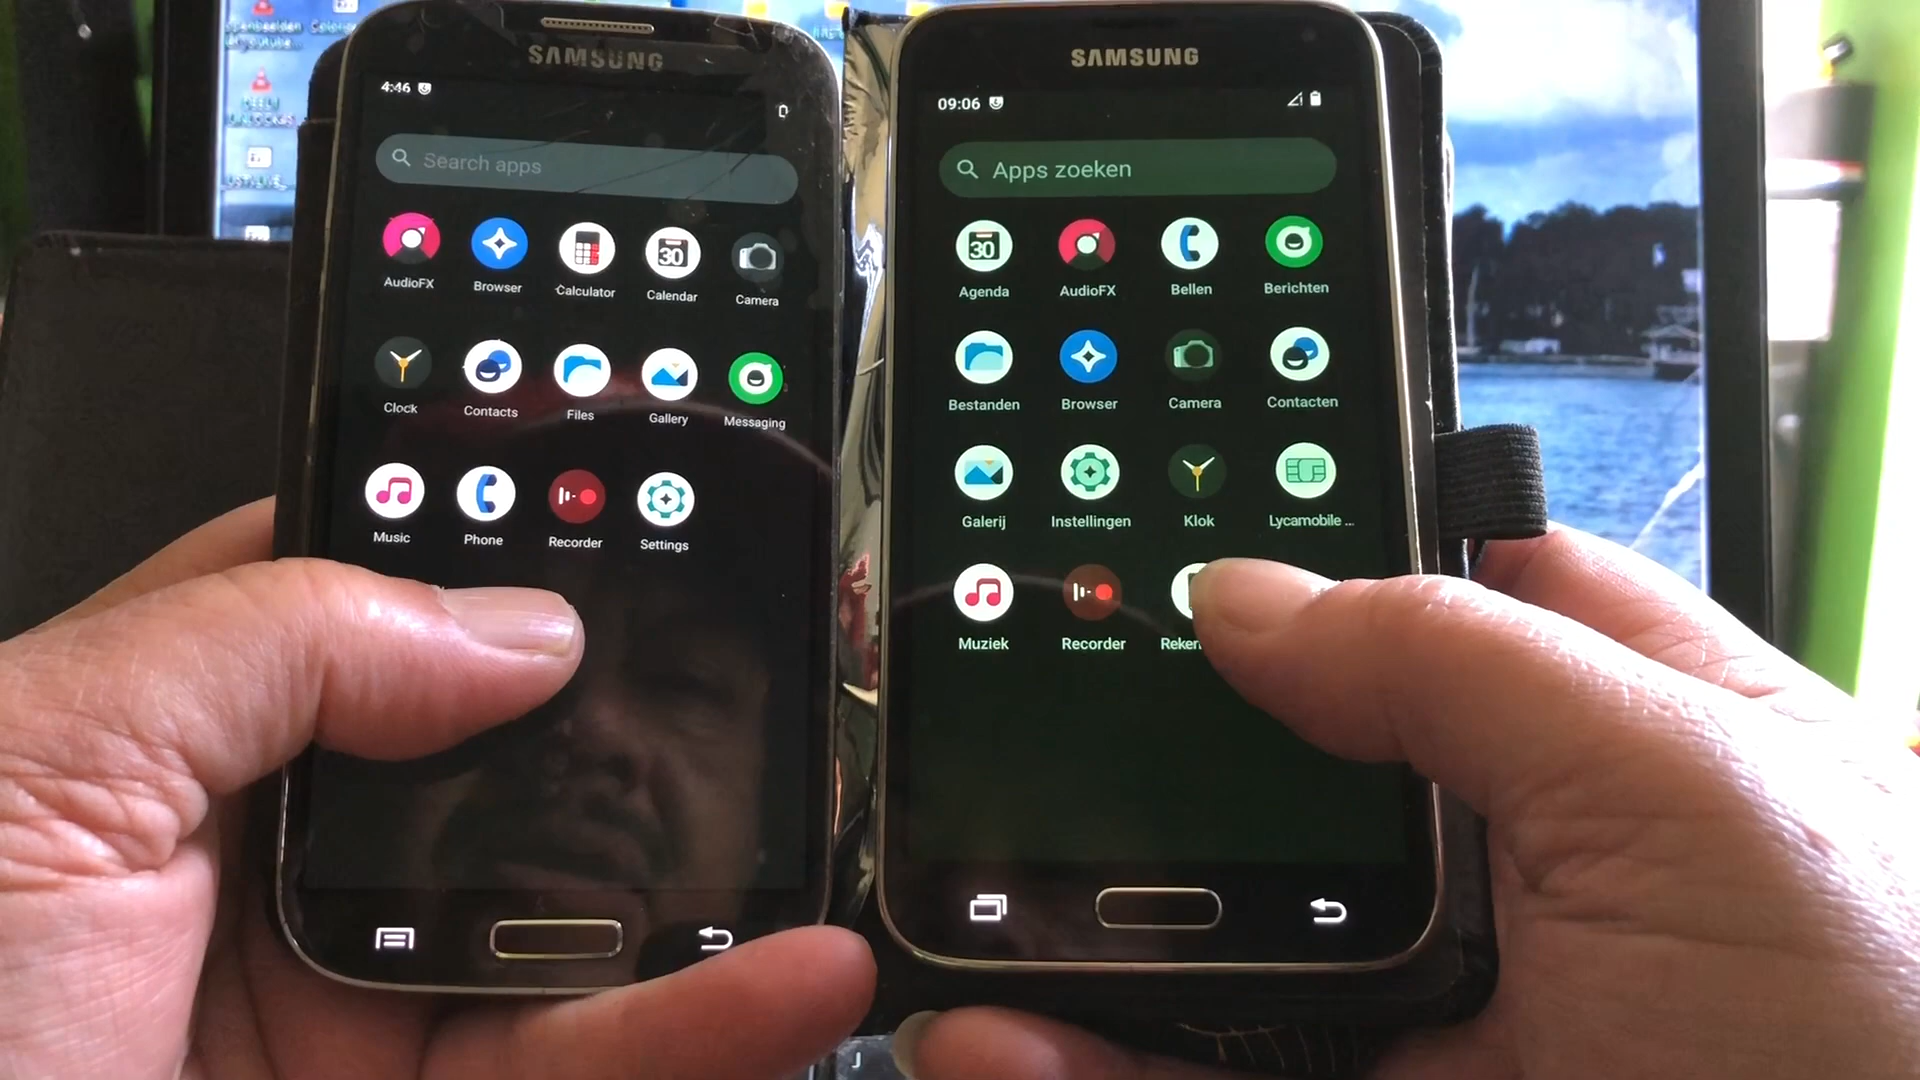 SAMSUNG
4:46
Search apps
AudioFX
Browser
Calculator
30
Calendar
Camera
Clock
Contacts
Files
Gallery
Messaging
Music
Phone
Recorder
Settings
SAMSUNG
09:06
Apps zoeken
30
Agenda
AudioFX
Bellen
Berichten
Bestanden
Browser
Camera
Contacten
Galerij
Instellingen
Klok
Lycamobile ...
Muziek
Recorder
J